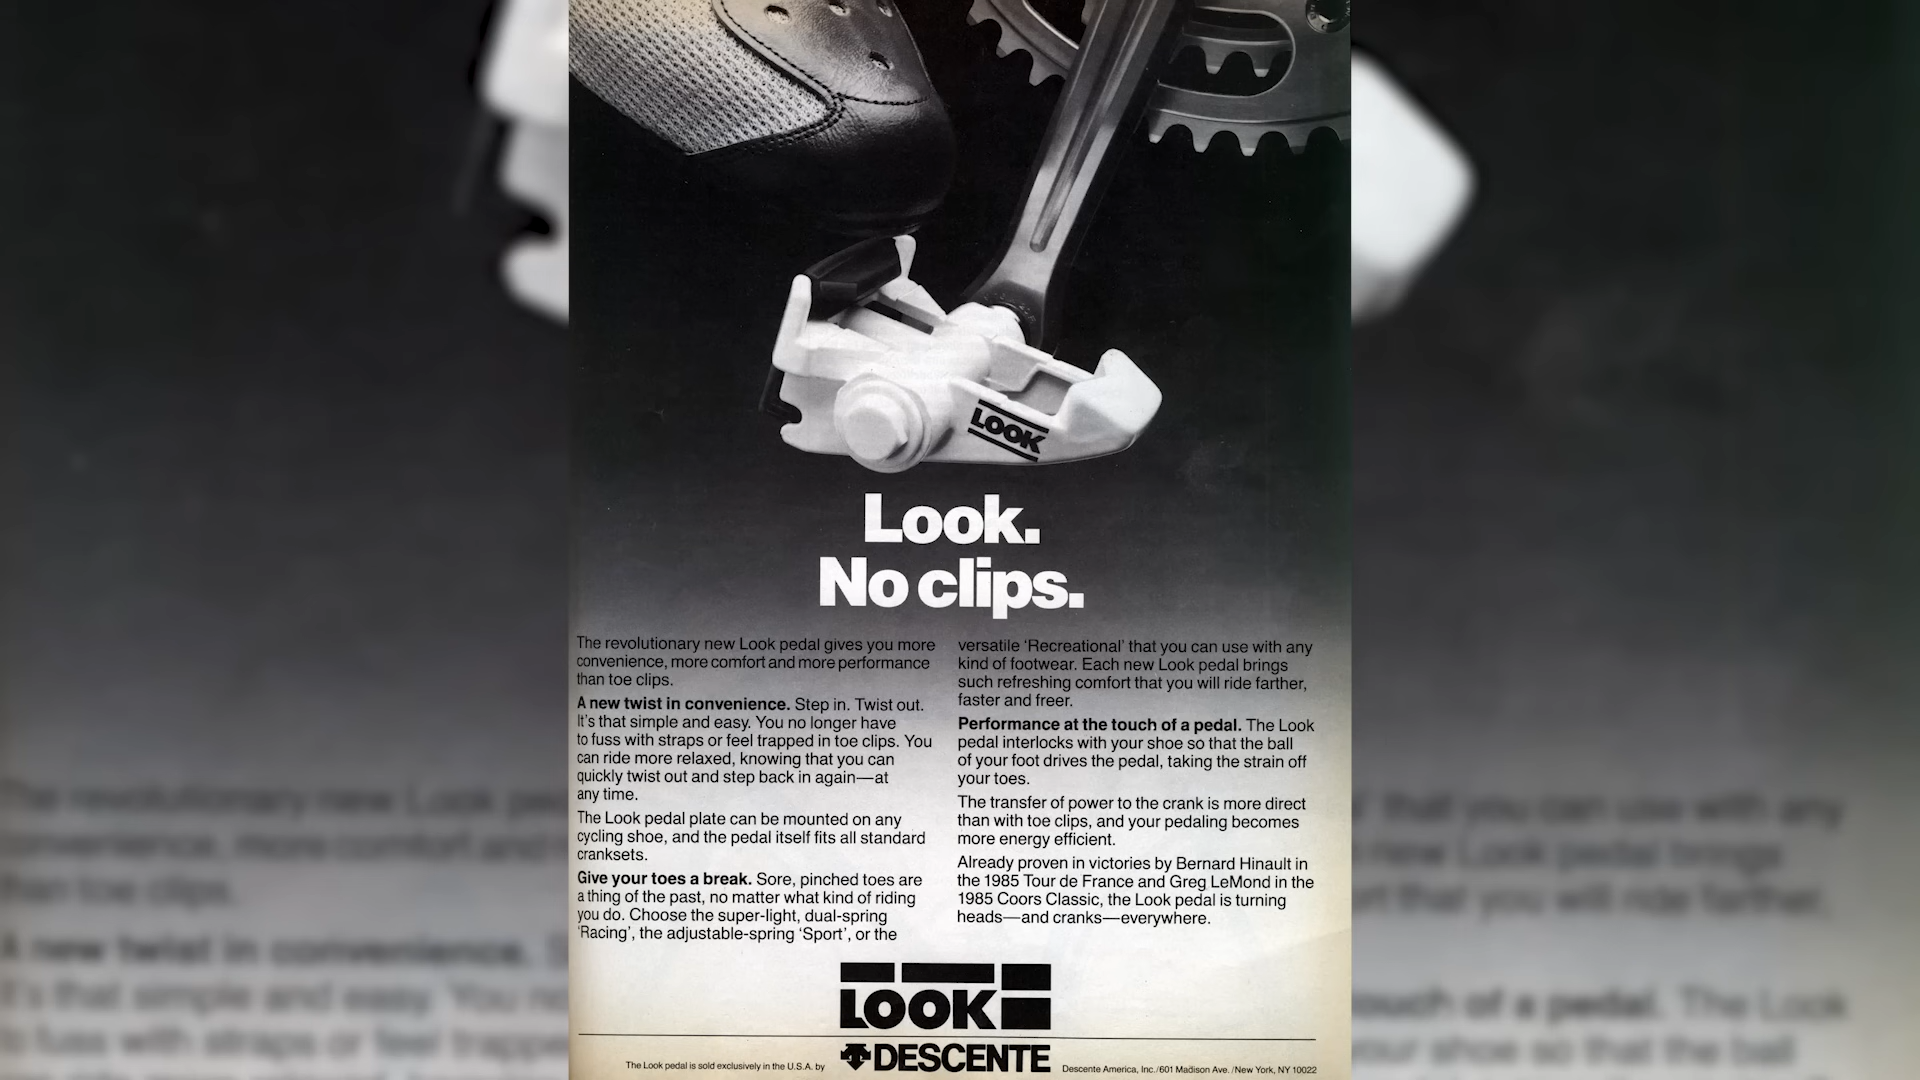 LOOK
Look.
No clips.
The revolutionary new Look pedal gives you more
convenience, more comfort and more performance
than toe clips.
A new twist in convenience. Step in. Twist out.
It's that simple and easy. You no longer have
to fuss with straps or feel trapped in toe clips. You
can ride more relaxed, knowing that you can
quickly twist out and step back in again—at
any time.
The Look pedal plate can be mounted on any
cycling shoe, and the pedal itself fits all standard
cranksets.
Give your toes a break. Sore, pinched toes are
a thing of the past, no matter what kind of riding
you do. Choose the super-light, dual-spring
'Racing', the adjustable-spring 'Sport', or the
versatile 'Recreational' that you can use with any
kind of footwear. Each new Look pedal brings
such refreshing comfort that you will ride farther,
faster and freer.
Performance at the touch of a pedal. The Look
pedal interlocks with your shoe so that the ball
of your foot drives the pedal, taking the strain off
your toes.
The transfer of power to the crank is more direct
than with toe clips, and your pedaling becomes
more energy efficient.
Already proven in victories by Bernard Hinault in
the 1985 Tour de France and Greg LeMond in the
1985 Coors Classic, the Look pedal is turning
heads—and cranks—everywhere.
LOOK
The Look pedal is sold exclusively in the U.S.A. by
DESCENTE
Descente America, Inc./601 Madison Ave./New York, NY 10022